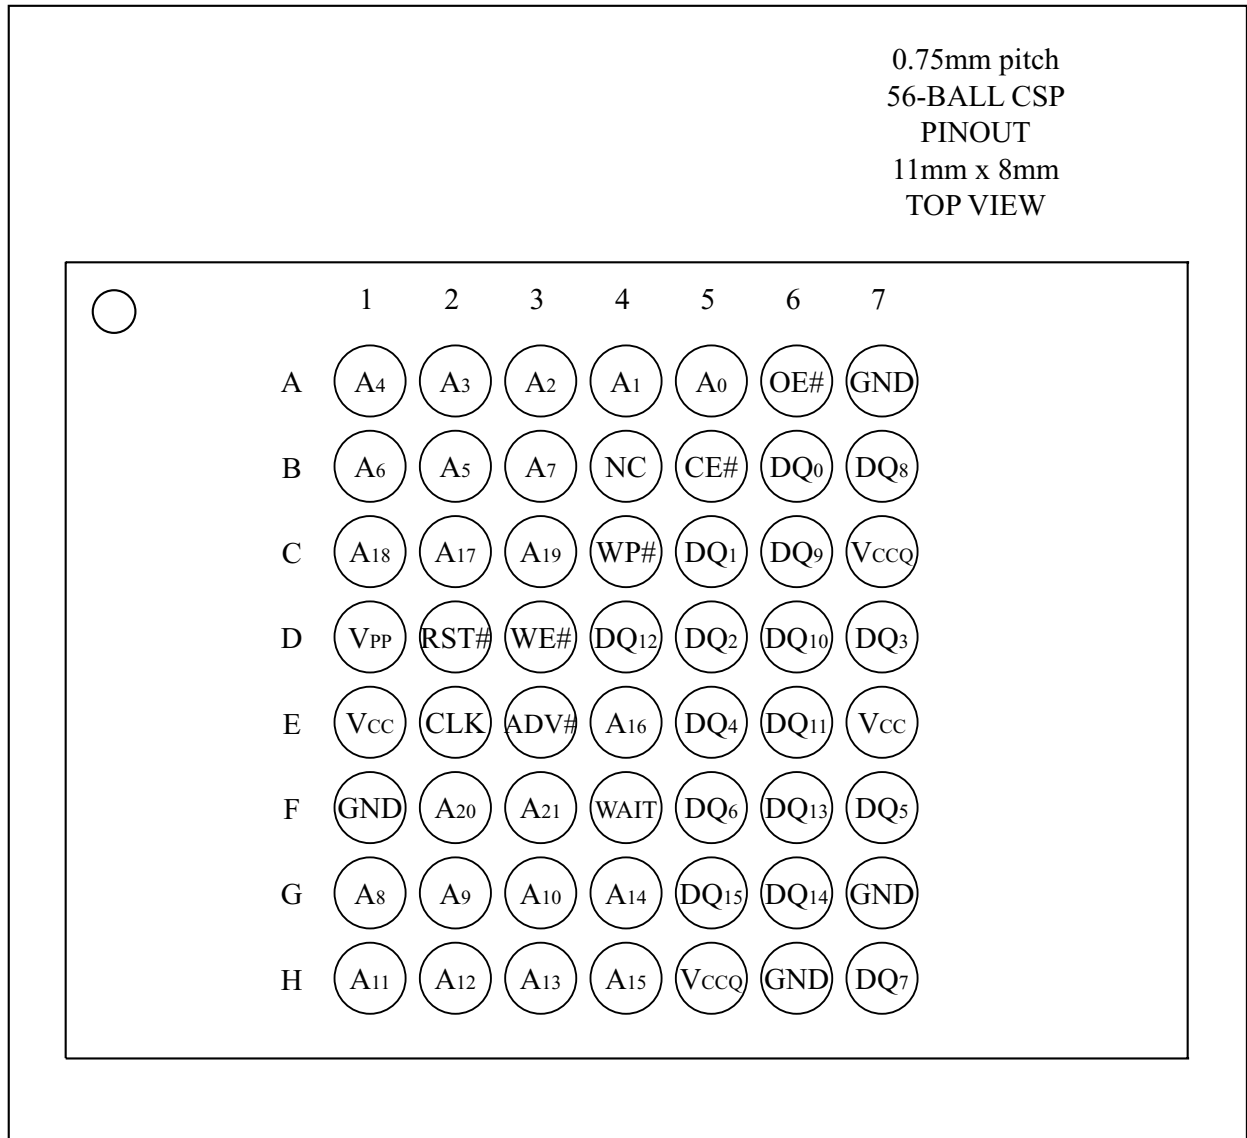 0.75mm pitch
56-BALL CSP
PINOUT
11mm x 8mm
TOP VIEW
1 2 3 4 5 6 7
A A4 A3 A2 A1 A0 OE# GND
B A6 A5 A7 NC CE# DQ0 DQ8
C A18 A17 A19 WP# DQ1 DQ9 VCCQ
D VPP RST# WE# DQ12 DQ2 DQ10 DQ3
E VCC CLK ADV# A16 DQ4 DQ11 VCC
F GND A20 A21 WAIT DQ6 DQ13 DQ5
G A8 A9 A10 A14 DQ15 DQ14 GND
H A11 A12 A13 A15 VCCQ GND DQ7